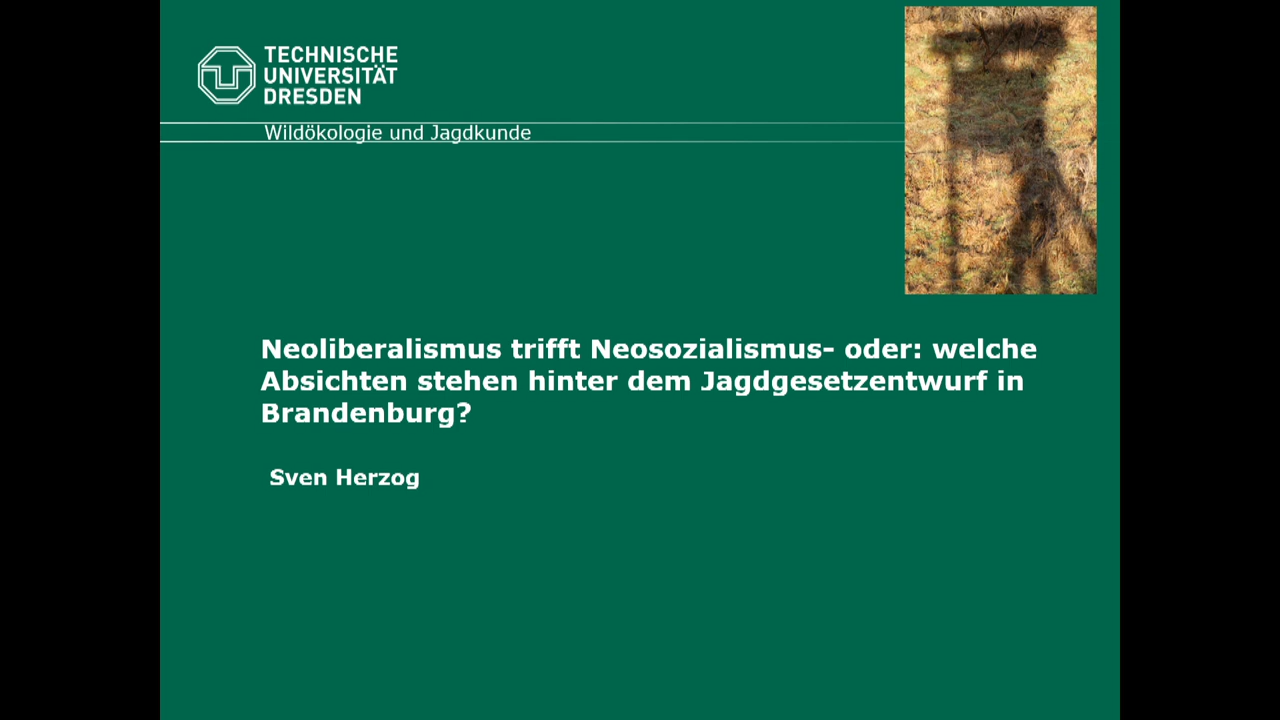 TECHNISCHE
UNIVERSITÄT
DRESDEN
Wildökologie und Jagdkunde
Neoliberalismus trifft Neosozialismus- oder: welche
Absichten stehen hinter dem Jagdgesetzentwurf in
Brandenburg?
Sven Herzog